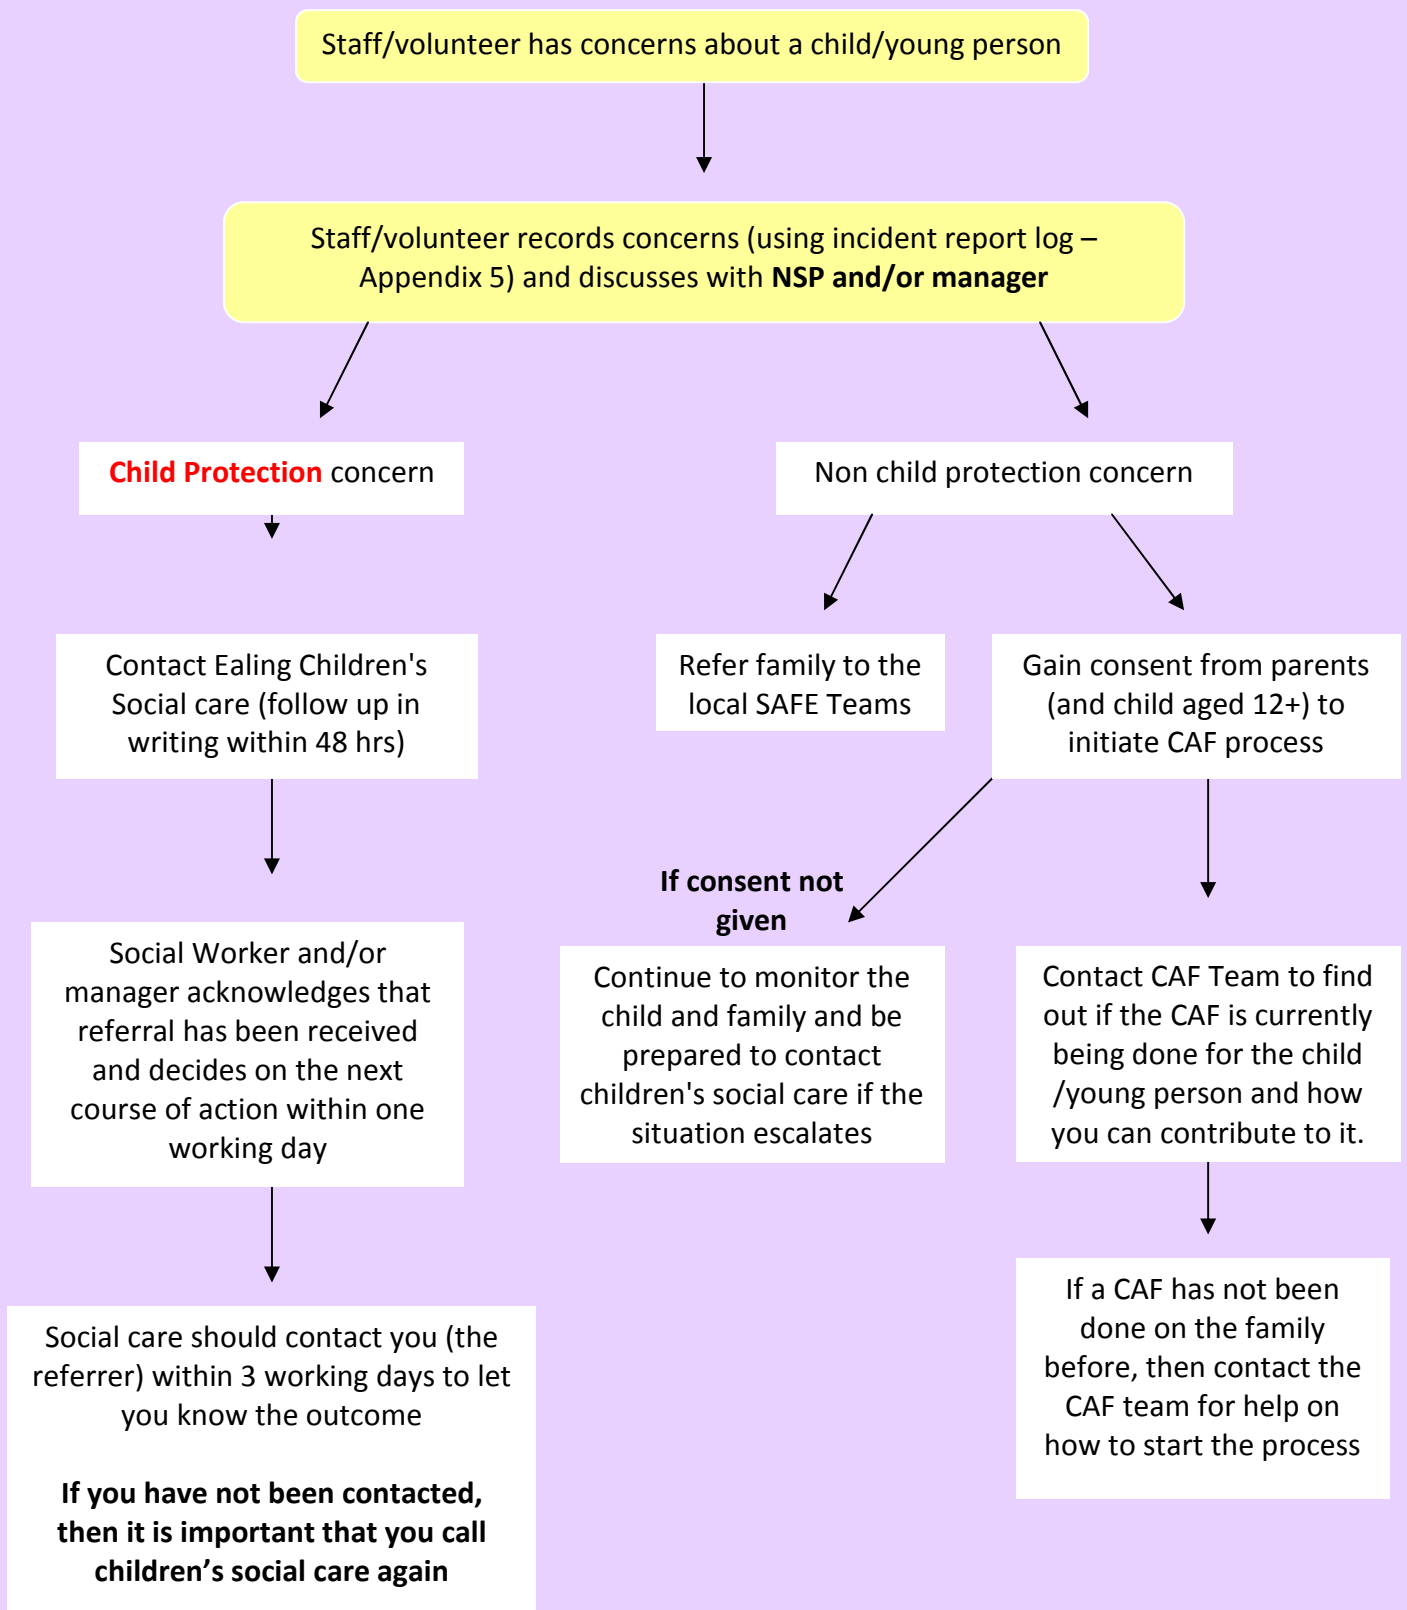 Staff/volunteer has concerns about a child/young person
Staff/volunteer records concerns (using incident report log –
Appendix 5) and discusses with NSP and/or manager
Child Protection concern
Non child protection concern
Contact Ealing Children's
Social care (follow up in
writing within 48 hrs)
Refer family to the
local SAFE Teams
Gain consent from parents
(and child aged 12+) to
initiate CAF process
If consent not
given
Social Worker and/or
manager acknowledges that
referral has been received
and decides on the next
course of action within one
working day
Continue to monitor the
child and family and be
prepared to contact
children's social care if the
situation escalates
Contact CAF Team to find
out if the CAF is currently
being done for the child
/young person and how
you can contribute to it.
Social care should contact you (the
referrer) within 3 working days to let
you know the outcome
If you have not been contacted,
then it is important that you call
children’s social care again
If a CAF has not been
done on the family
before, then contact the
CAF team for help on
how to start the process